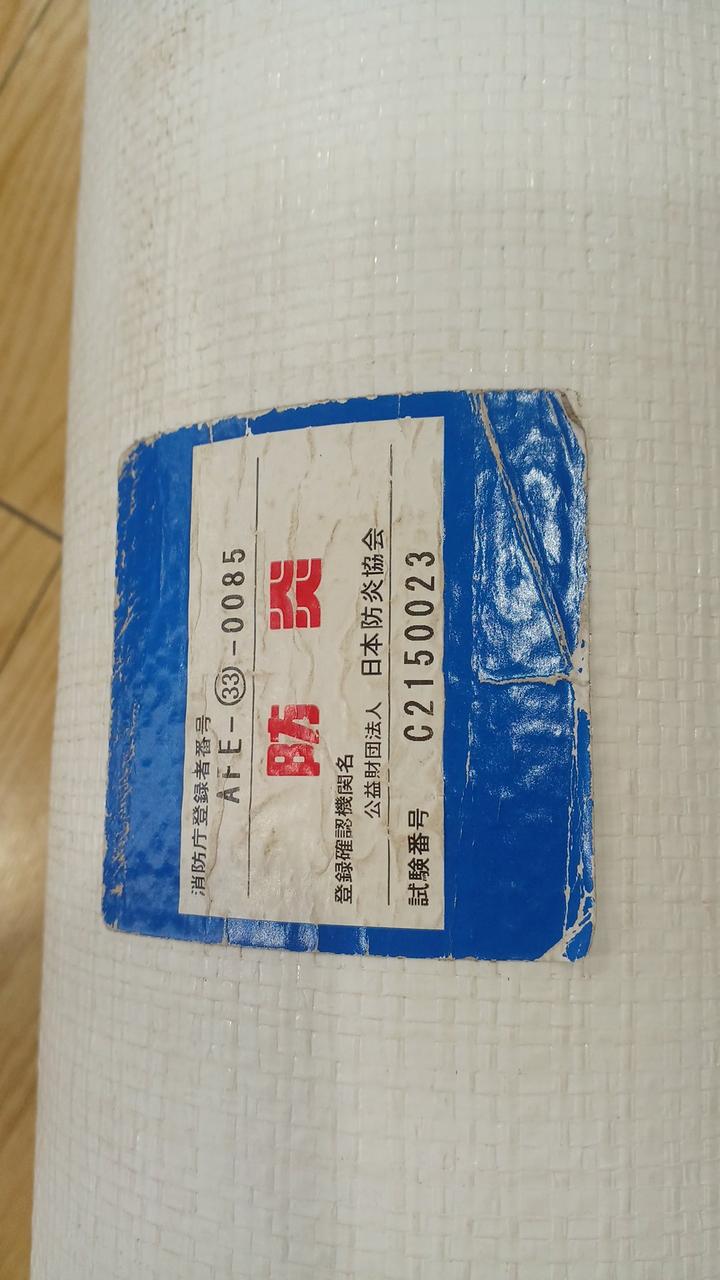 消防庁登録者番号
AFE-㉝-0085
防炎
登録確認機関名
公益財団法人 日本防炎協会
試験番号 C2150023